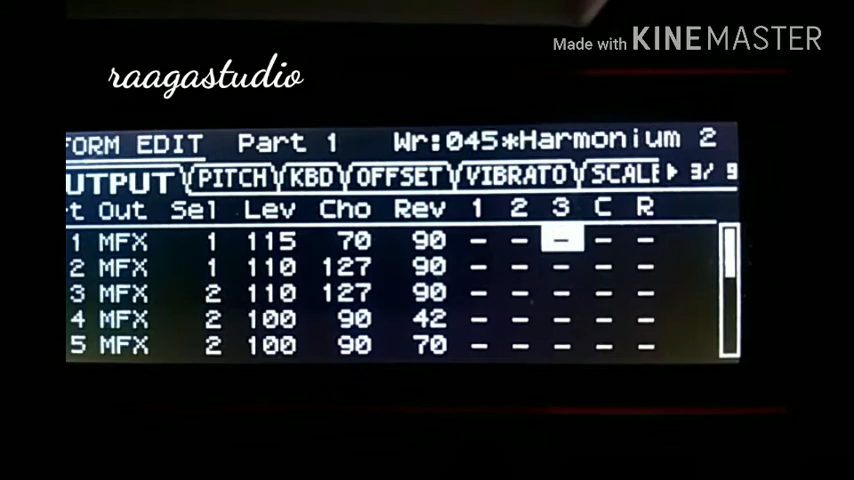 Made with KINEMASTER
raagastudio
FORM EDIT Part 1 Wr:045*Harmonium 2
UTPUT PITCH KBD OFFSET VIBRATO SCALE 3/ 9
t Out Sel Lev Cho Rev 1 2 3 C R
1 MFX 1 115 70 90 - - - - -
2 MFX 1 110 127 90 - - - - -
3 MFX 2 110 127 90 - - - - -
4 MFX 2 100 90 42 - - - - -
5 MFX 2 100 90 70 - - - - -